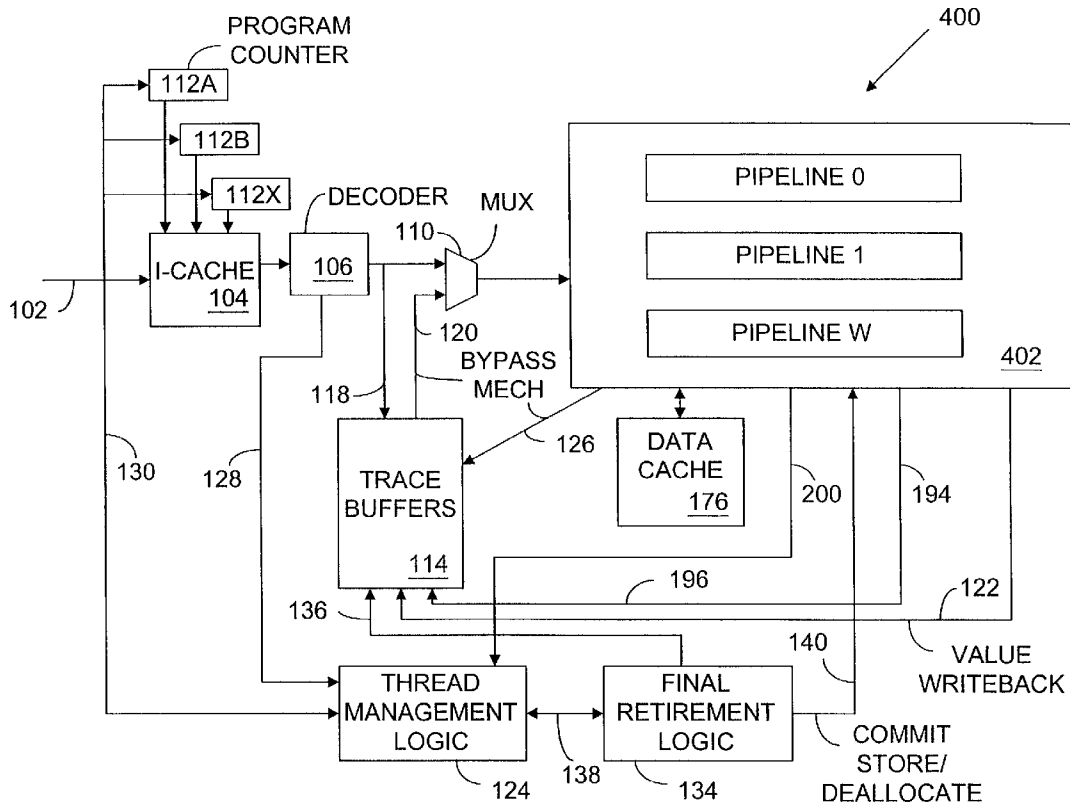 PROGRAM
COUNTER
400
112A
112B
112X
DECODER
MUX
110
PIPELINE 0
I-CACHE
104
106
PIPELINE 1
102
120
PIPELINE W
402
BYPASS
MECH
118
126
DATA
CACHE
176
130
128
TRACE
BUFFERS
114
200
194
196
122
136
140
VALUE
WRITEBACK
THREAD
MANAGEMENT
LOGIC
FINAL
RETIREMENT
LOGIC
138
124
134
COMMIT
STORE/
DEALLOCATE